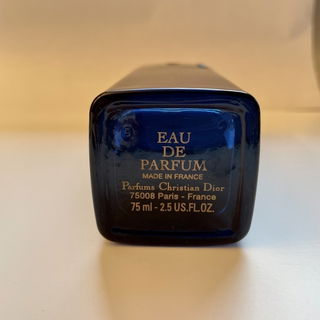 EAU
DE
PARFUM
MADE IN FRANCE
Parfums Christian Dior
75008 Paris - France
75 ml - 2.5 US.FL.OZ.